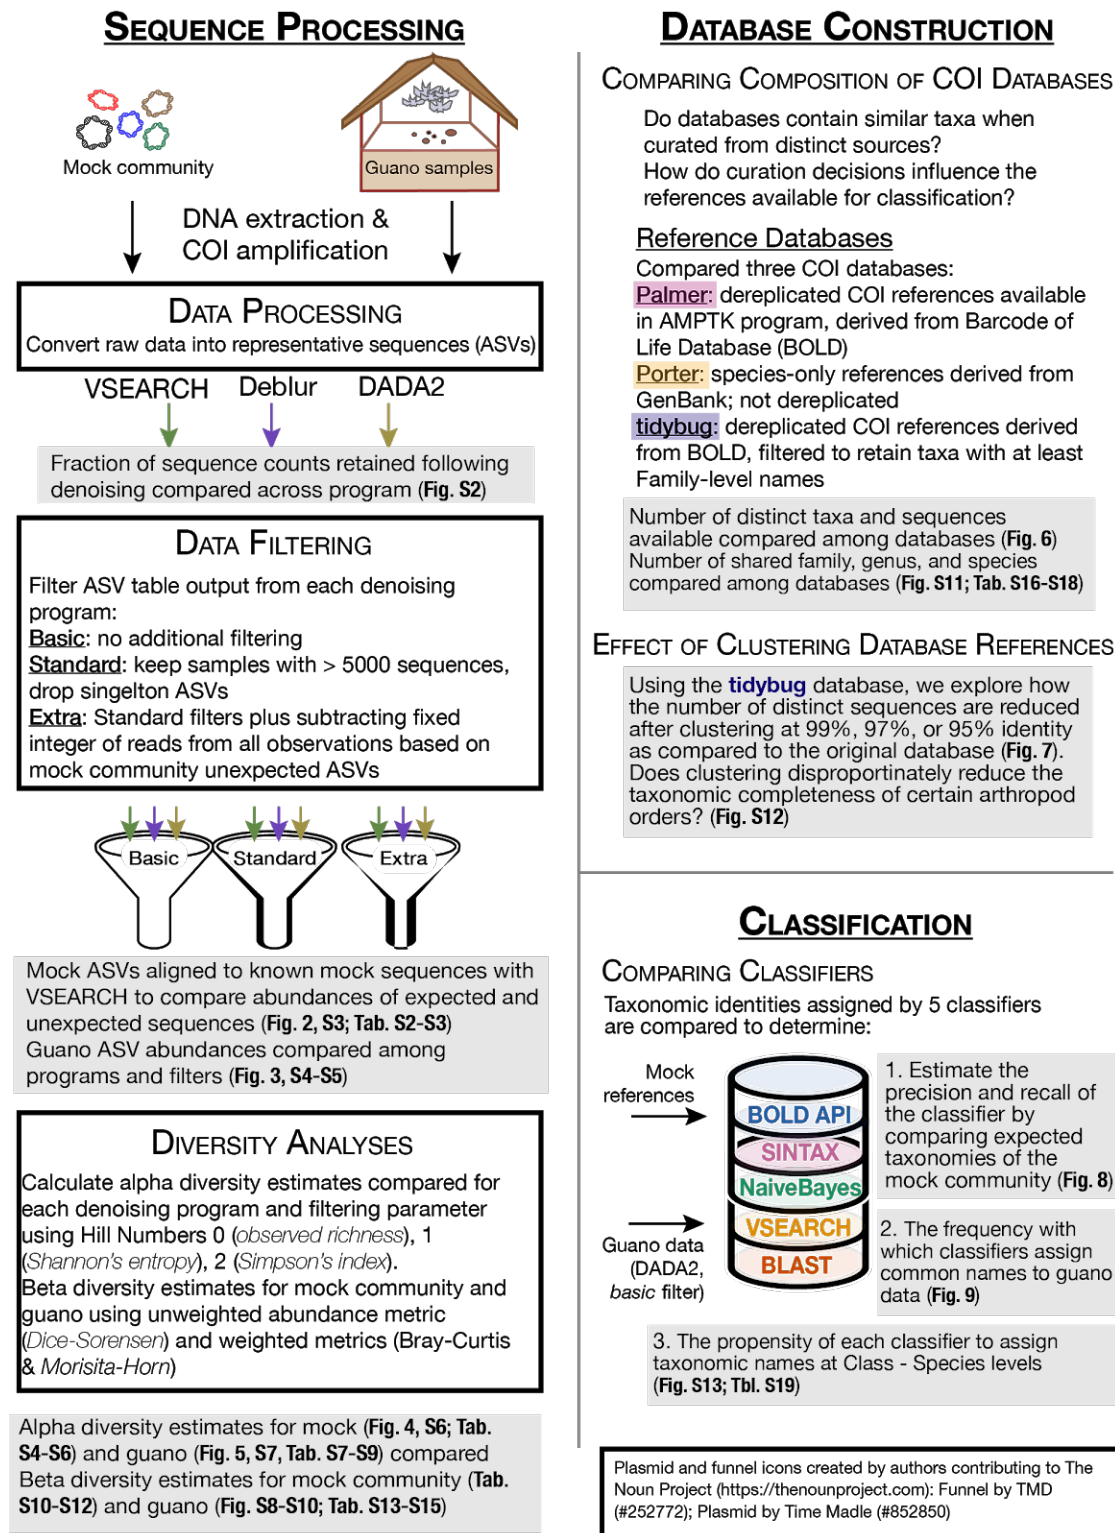 SEQUENCE PROCESSING
Mock community
Guano samples
DNA extraction &
COI amplification
DATA PROCESSING
Convert raw data into representative sequences (ASVs)
VSEARCH Deblur DADA2
Fraction of sequence counts retained following
denoising compared across program (Fig. S2)
DATA FILTERING
Filter ASV table output from each denoising
program:
Basic: no additional filtering
Standard: keep samples with > 5000 sequences,
drop singelton ASVs
Extra: Standard filters plus subtracting fixed
integer of reads from all observations based on
mock community unexpected ASVs
Basic Standard Extra
Mock ASVs aligned to known mock sequences with
VSEARCH to compare abundances of expected and
unexpected sequences (Fig. 2, S3; Tab. S2-S3)
Guano ASV abundances compared among
programs and filters (Fig. 3, S4-S5)
DIVERSITY ANALYSES
Calculate alpha diversity estimates compared for
each denoising program and filtering parameter
using Hill Numbers 0 (observed richness), 1
(Shannon's entropy), 2 (Simpson's index).
Beta diversity estimates for mock community and
guano using unweighted abundance metric
(Dice-Sorensen) and weighted metrics (Bray-Curtis
& Morisita-Horn)
Alpha diversity estimates for mock (Fig. 4, S6; Tab.
S4-S6) and guano (Fig. 5, S7, Tab. S7-S9) compared
Beta diversity estimates for mock community (Tab.
S10-S12) and guano (Fig. S8-S10; Tab. S13-S15)
DATABASE CONSTRUCTION
COMPARING COMPOSITION OF COI DATABASES
Do databases contain similar taxa when
curated from distinct sources?
How do curation decisions influence the
references available for classification?
Reference Databases
Compared three COI databases:
Palmer: dereplicated COI references available
in AMPTK program, derived from Barcode of
Life Database (BOLD)
Porter: species-only references derived from
GenBank; not dereplicated
tidybug: dereplicated COI references derived
from BOLD, filtered to retain taxa with at least
Family-level names
Number of distinct taxa and sequences
available compared among databases (Fig. 6)
Number of shared family, genus, and species
compared among databases (Fig. S11; Tab. S16-S18)
EFFECT OF CLUSTERING DATABASE REFERENCES
Using the tidybug database, we explore how
the number of distinct sequences are reduced
after clustering at 99%, 97%, or 95% identity
as compared to the original database (Fig. 7).
Does clustering disproportinately reduce the
taxonomic completeness of certain arthropod
orders? (Fig. S12)
CLASSIFICATION
COMPARING CLASSIFIERS
Taxonomic identities assigned by 5 classifiers
are compared to determine:
Mock
references
Guano data
(DADA2,
basic filter)
BOLD API
SINTAX
NaiveBayes
VSEARCH
BLAST
1. Estimate the
precision and recall of
the classifier by
comparing expected
taxonomies of the
mock community (Fig. 8)
2. The frequency with
which classifiers assign
common names to guano
data (Fig. 9)
3. The propensity of each classifier to assign
taxonomic names at Class - Species levels
(Fig. S13; Tbl. S19)
Plasmid and funnel icons created by authors contributing to The
Noun Project (https://thenounproject.com): Funnel by TMD
(#252772); Plasmid by Time Madle (#852850)